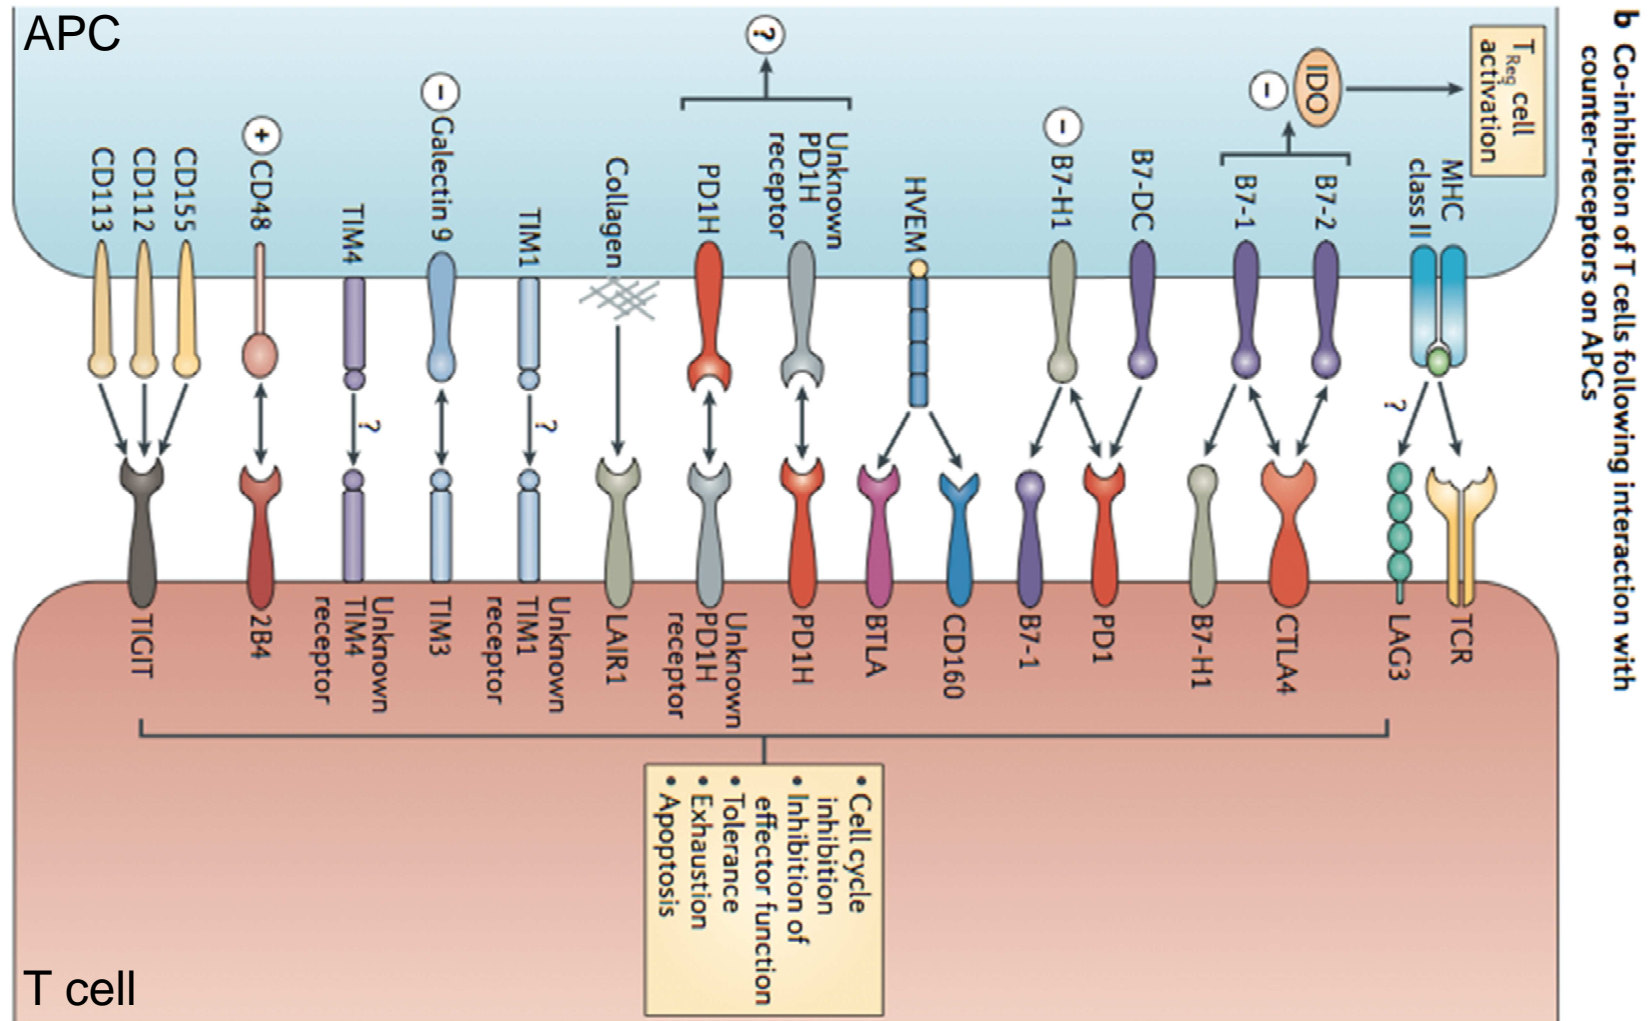 b Co-inhibition of T cells following interaction with
counter-receptors on APCs
APC
TReg cell
activation
IDO
−
MHC
class II
B7-2
B7-1
B7-DC
− B7-H1
HVEM
?
Unknown
PD1H
receptor
PD1H
Collagen
TIM1
− Galectin 9
TIM4
+ CD48
CD155
CD112
CD113
?
?
?
TCR
LAG3
CTLA4
B7-H1
PD1
B7-1
CD160
BTLA
PD1H
Unknown
PD1H
receptor
LAIR1
Unknown
TIM1
receptor
TIM3
Unknown
TIM4
receptor
2B4
TIGIT
• Cell cycle
inhibition
• Inhibition of
effector function
• Tolerance
• Exhaustion
• Apoptosis
T cell